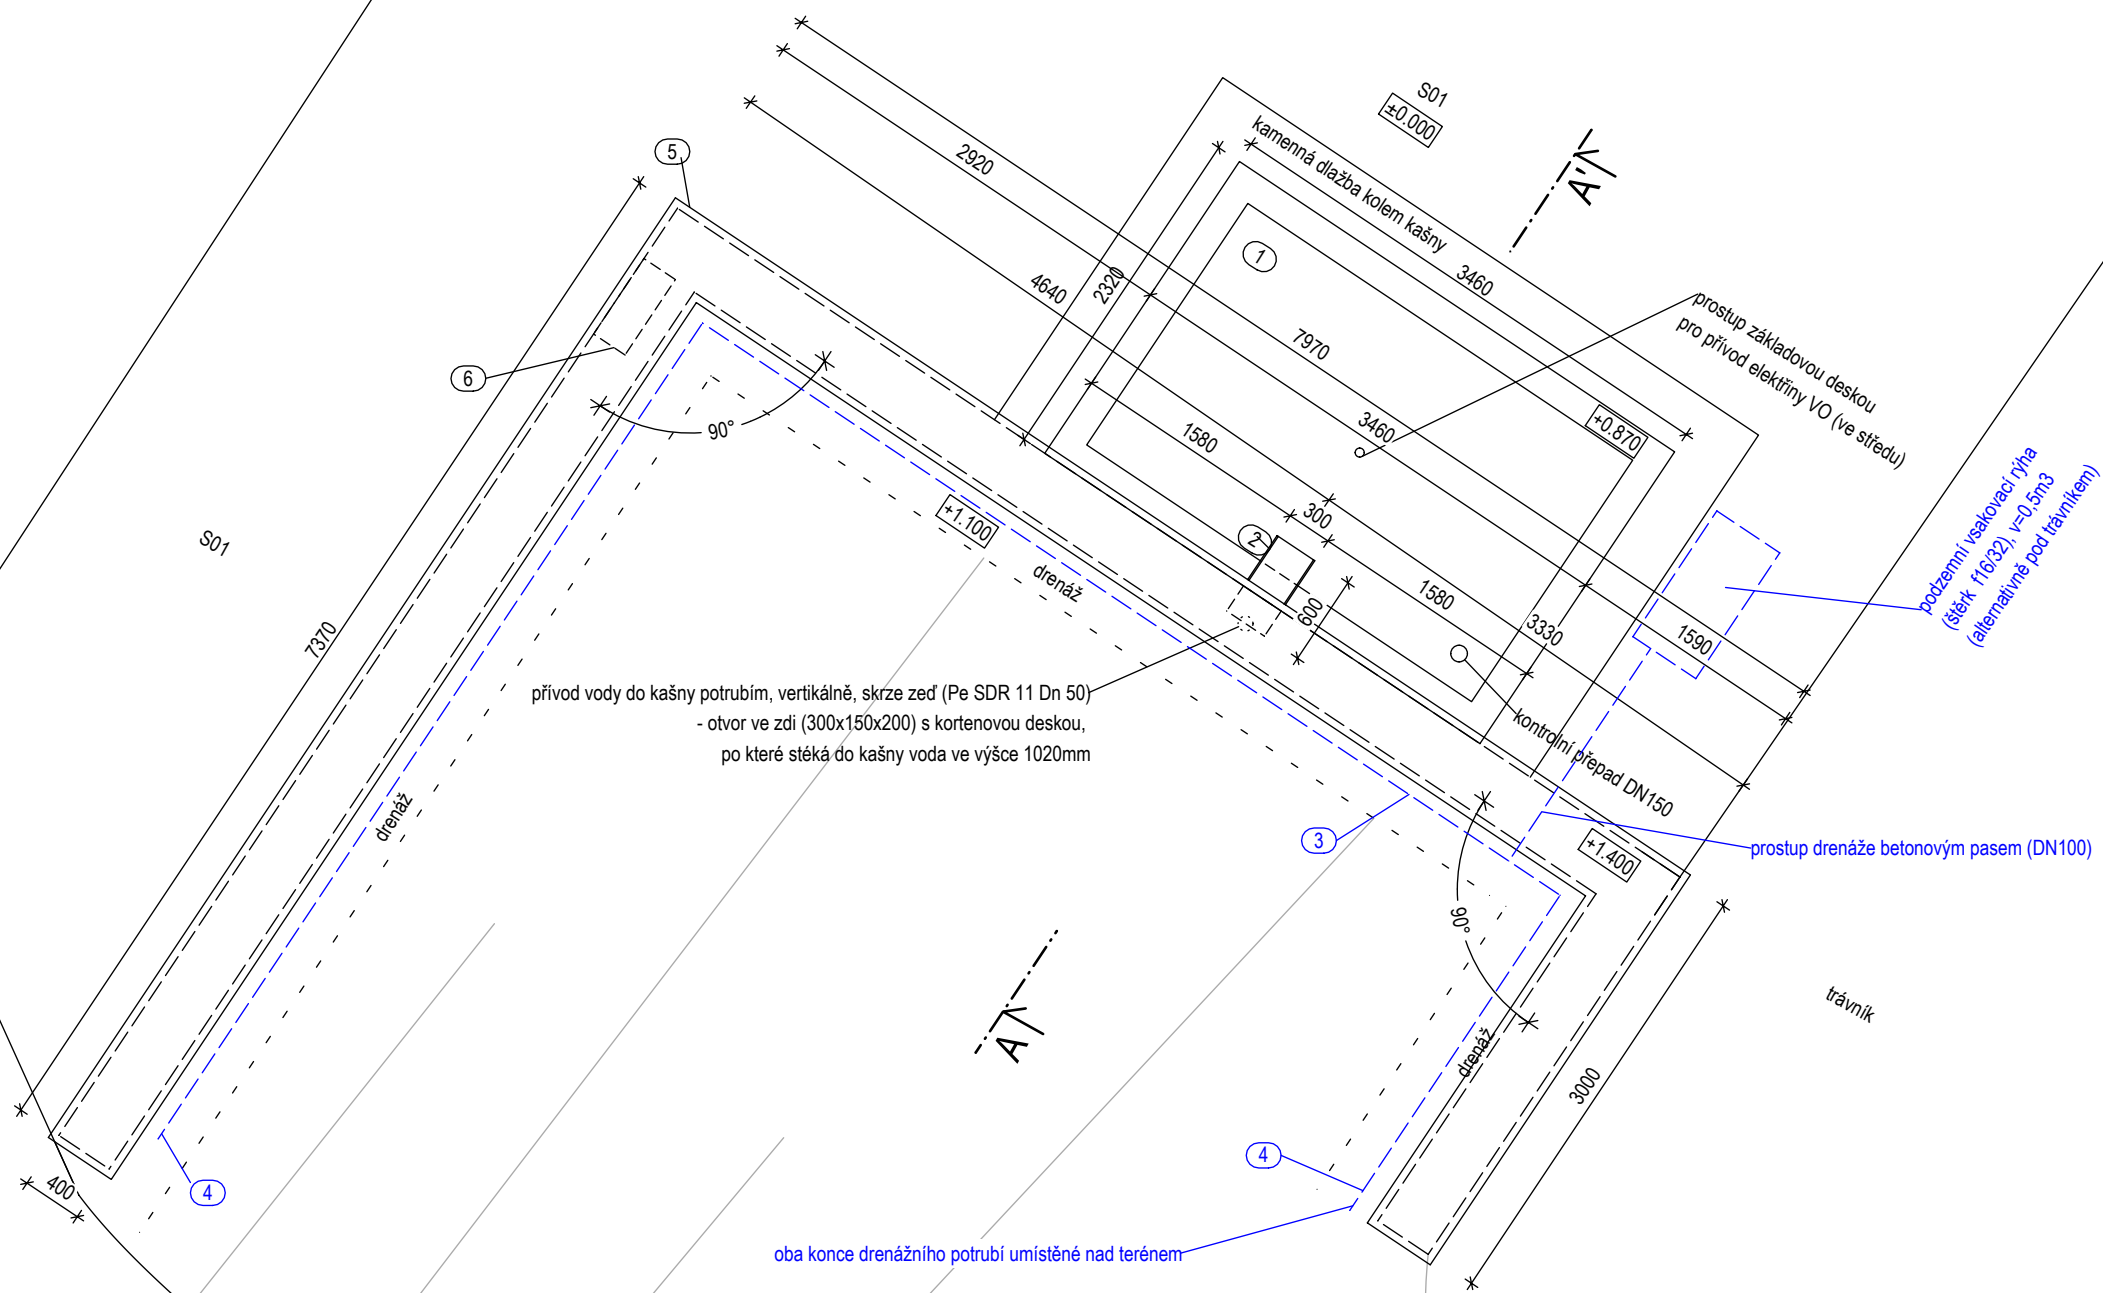 S01
±0.000
A'
kamenná dlažba kolem kašny
2920
5
1
2320
4640
3460
7970
prostup základovou deskou
pro přívod elektřiny VO (ve středu)
6
90°
3460
+0.870
1580
podzemní vsakovací rýha
(štěrk f16/32), v=0,5m3
(alternativně pod trávníkem)
S01
+1.100
300
2
drenáž
1580
600
3330
1590
7370
přívod vody do kašny potrubím, vertikálně, skrze zeď (Pe SDR 11 Dn 50)
- otvor ve zdi (300x150x200) s kortenovou deskou,
po které stéká do kašny voda ve výšce 1020mm
kontrolní přepad DN150
drenáž
3
+1.400
prostup drenáže betonovým pasem (DN100)
90°
trávník
A
drenáž
3000
4
400
4
oba konce drenážního potrubí umístěné nad terénem